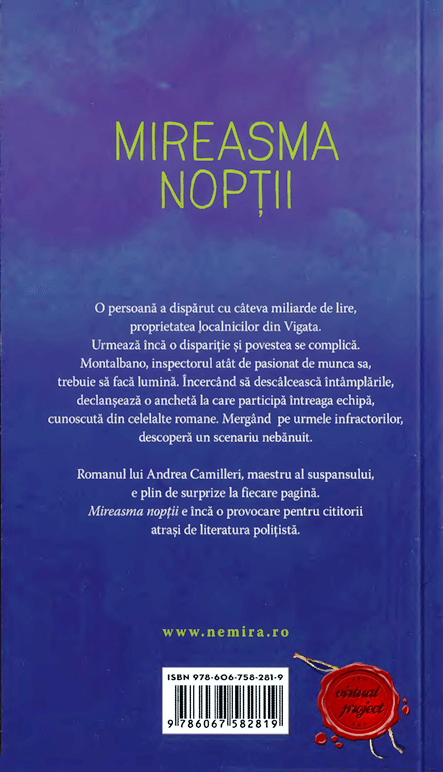 MIREASMA
NOPȚII
O persoană a dispărut cu câteva miliarde de lire,
proprietatea localnicilor din Vigata.
Urmează încă o dispariție și povestea se complică.
Montalbano, inspectorul atât de pasionat de munca sa,
trebuie să facă lumină. Încercând să descâlcească întâmplările,
declanșează o anchetă la care participă întreaga echipă,
cunoscută din celelalte romane. Mergând pe urmele infractorilor,
descoperă un scenariu nebănuit.
Romanul lui Andrea Camilleri, maestru al suspansului,
e plin de surprize la fiecare pagină.
Mireasma nopții e încă o provocare pentru cititorii
atrași de literatura polițistă.
www.nemira.ro
ISBN 978-606-758-281-9
9 786067 582819
virtual
project